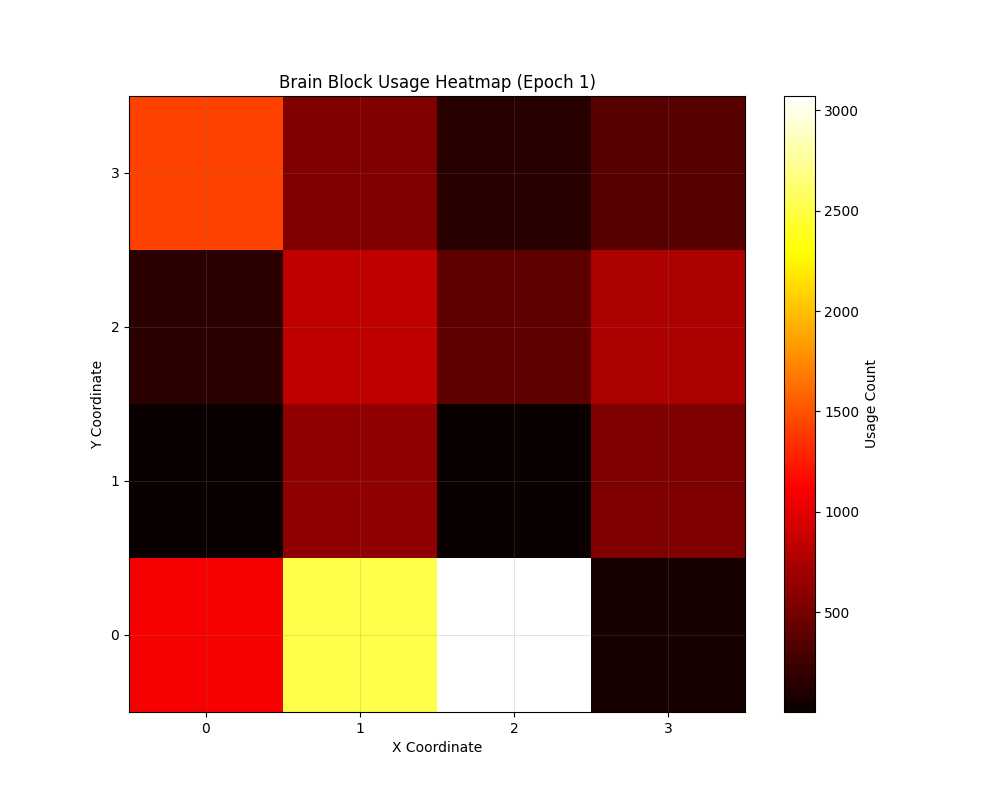 Brain Block Usage Heatmap (Epoch 1)
3
2
1
0
Y Coordinate
0 1 2 3
X Coordinate
3000
2500
2000
1500
1000
500
Usage Count